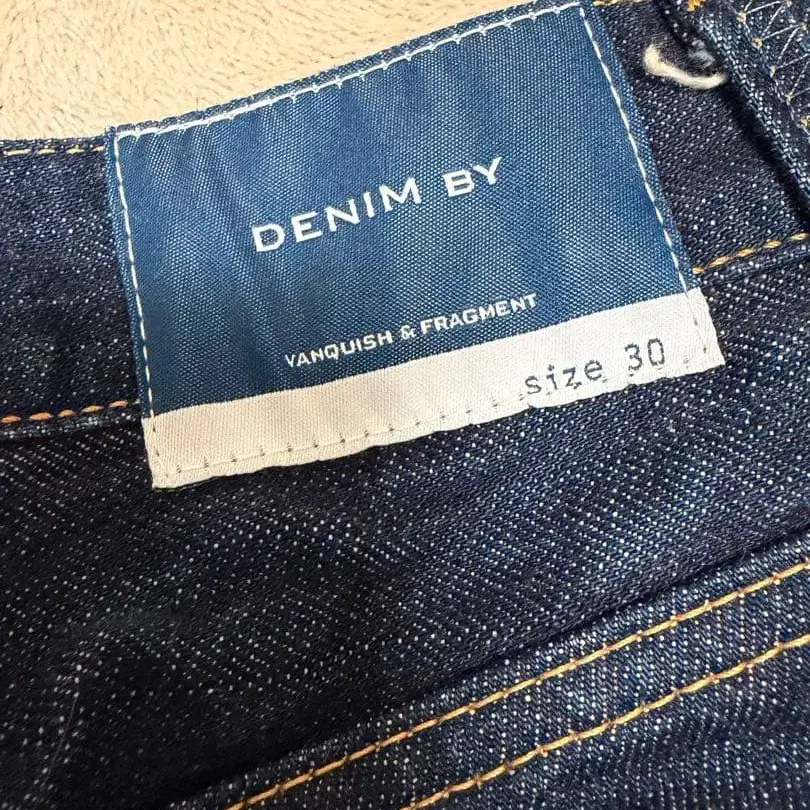 DENIM BY
VANQUISH & FRAGMENT
size 30